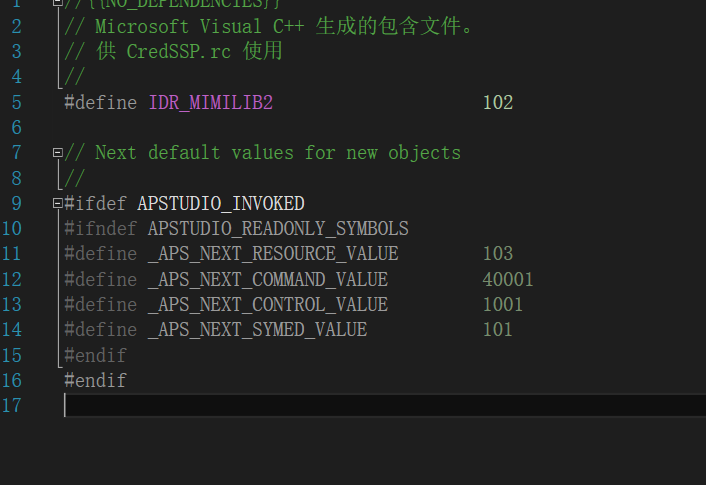 1 //{{NO_DEPENDENCIES}}
2 // Microsoft Visual C++ 生成的包含文件。
3 // 供 CredSSP.rc 使用
4 //
5 #define IDR_MIMILIB2 102
6
7 // Next default values for new objects
8 //
9 #ifdef APSTUDIO_INVOKED
10 #ifndef APSTUDIO_READONLY_SYMBOLS
11 #define _APS_NEXT_RESOURCE_VALUE 103
12 #define _APS_NEXT_COMMAND_VALUE 40001
13 #define _APS_NEXT_CONTROL_VALUE 1001
14 #define _APS_NEXT_SYMED_VALUE 101
15 #endif
16 #endif
17